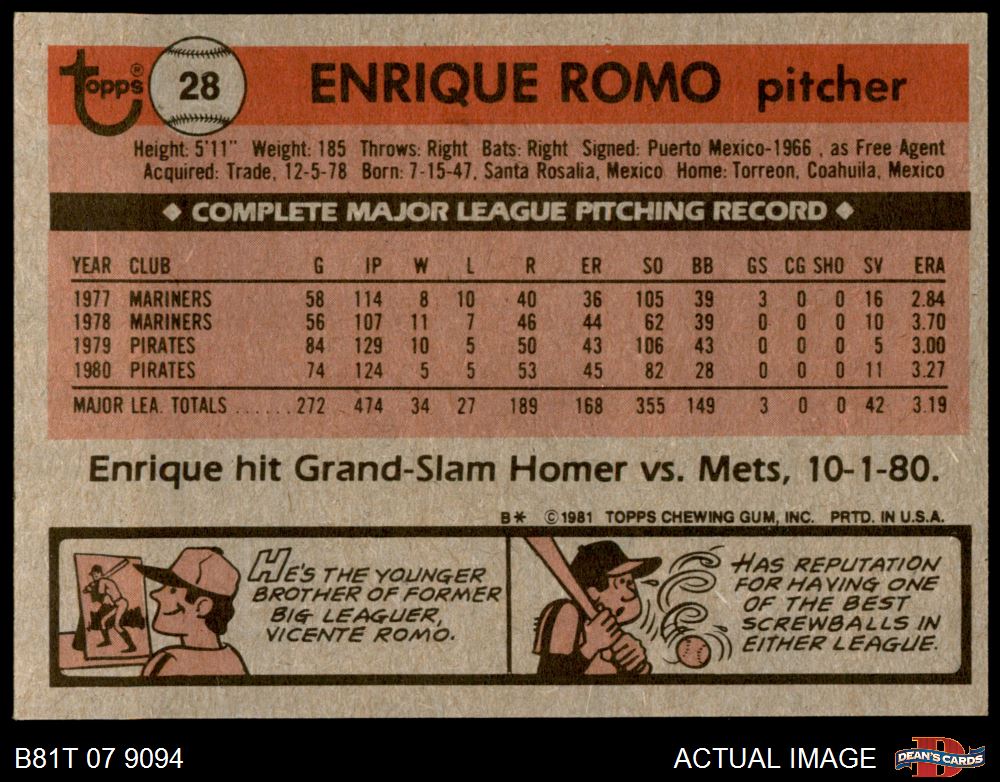 Topps® 28 ENRIQUE ROMO pitcher
Height: 5'11" Weight: 185 Throws: Right Bats: Right Signed: Puerto Mexico-1966 , as Free Agent
Acquired: Trade, 12-5-78 Born: 7-15-47, Santa Rosalia, Mexico Home: Torreon, Coahuila, Mexico
◆ COMPLETE MAJOR LEAGUE PITCHING RECORD ◆
YEAR CLUB G IP W L R ER SO BB GS CG SHO SV ERA
1977 MARINERS 58 114 8 10 40 36 105 39 3 0 0 16 2.84
1978 MARINERS 56 107 11 7 46 44 62 39 0 0 0 10 3.70
1979 PIRATES 84 129 10 5 50 43 106 43 0 0 0 5 3.00
1980 PIRATES 74 124 5 5 53 45 82 28 0 0 0 11 3.27
MAJOR LEA. TOTALS ......272 474 34 27 189 168 355 149 3 0 0 42 3.19
Enrique hit Grand-Slam Homer vs. Mets, 10-1-80.
B* ©1981 TOPPS CHEWING GUM, INC. PRTD. IN U.S.A.
HE'S THE YOUNGER
BROTHER OF FORMER
BIG LEAGUER,
VICENTE ROMO.
HAS REPUTATION
FOR HAVING ONE
OF THE BEST
SCREWBALLS IN
EITHER LEAGUE.
B81T 07 9094 ACTUAL IMAGE D DEAN'S CARDS